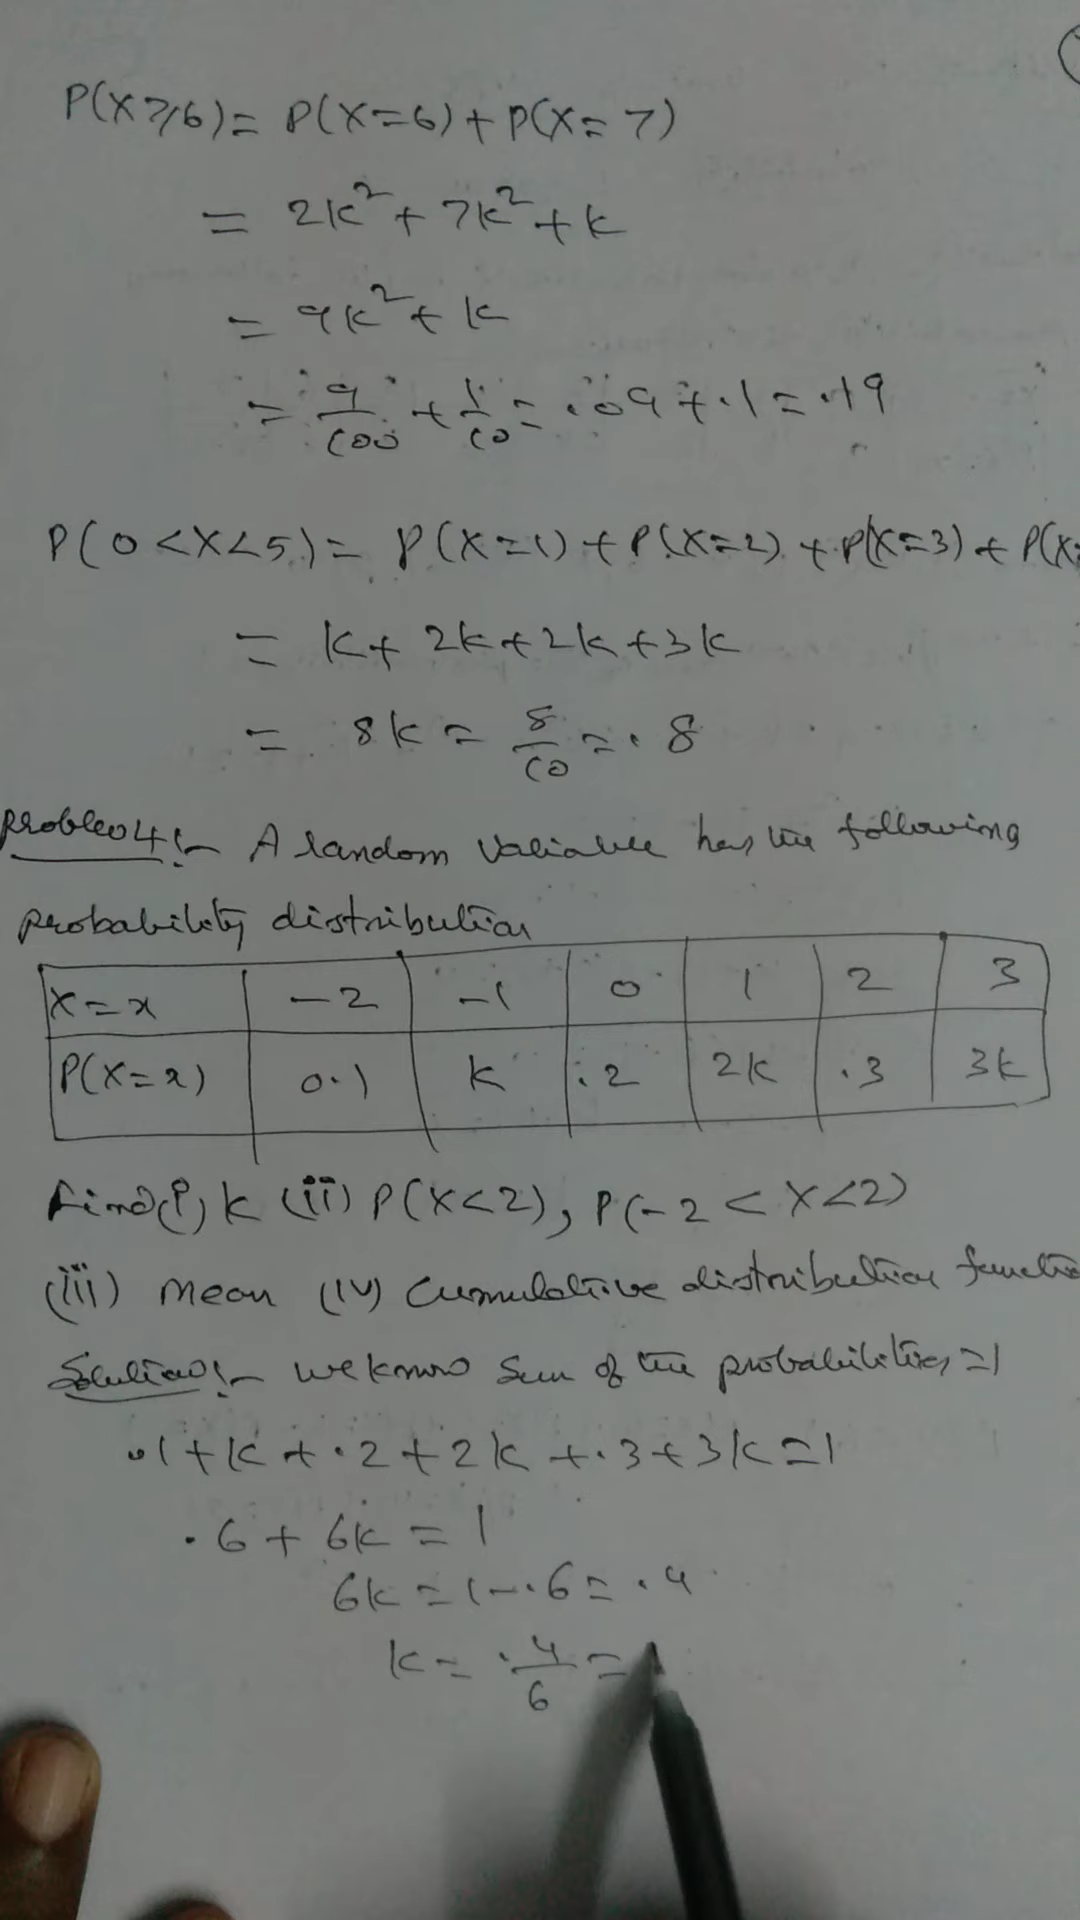 P(X⩾6) = P(X=6) + P(X=7)
= 2k² + 7k² + k
= 9k² + k
= 9/100 + 1/10 = .09 + .1 = .19
P(0<X<5) = P(X=1) + P(X=2) + P(X=3) + P(X=
= k + 2k + 2k + 3k
= 8k = 8/10 = .8
A random variable has the following
probability distribution
X=x -2 -1 0 1 2 3
P(X=x) 0.1 k .2 2k .3 3k
Find (i) k (ii) P(X<2), P(-2<X<2)
(iii) Mean (iv) Cumulative distribution functio
Solution:- we know Sum of the probabilities =1
.1 + k + .2 + 2k + .3 + 3k = 1
.6 + 6k = 1
6k = 1 - .6 = .4
k = .4/6 =